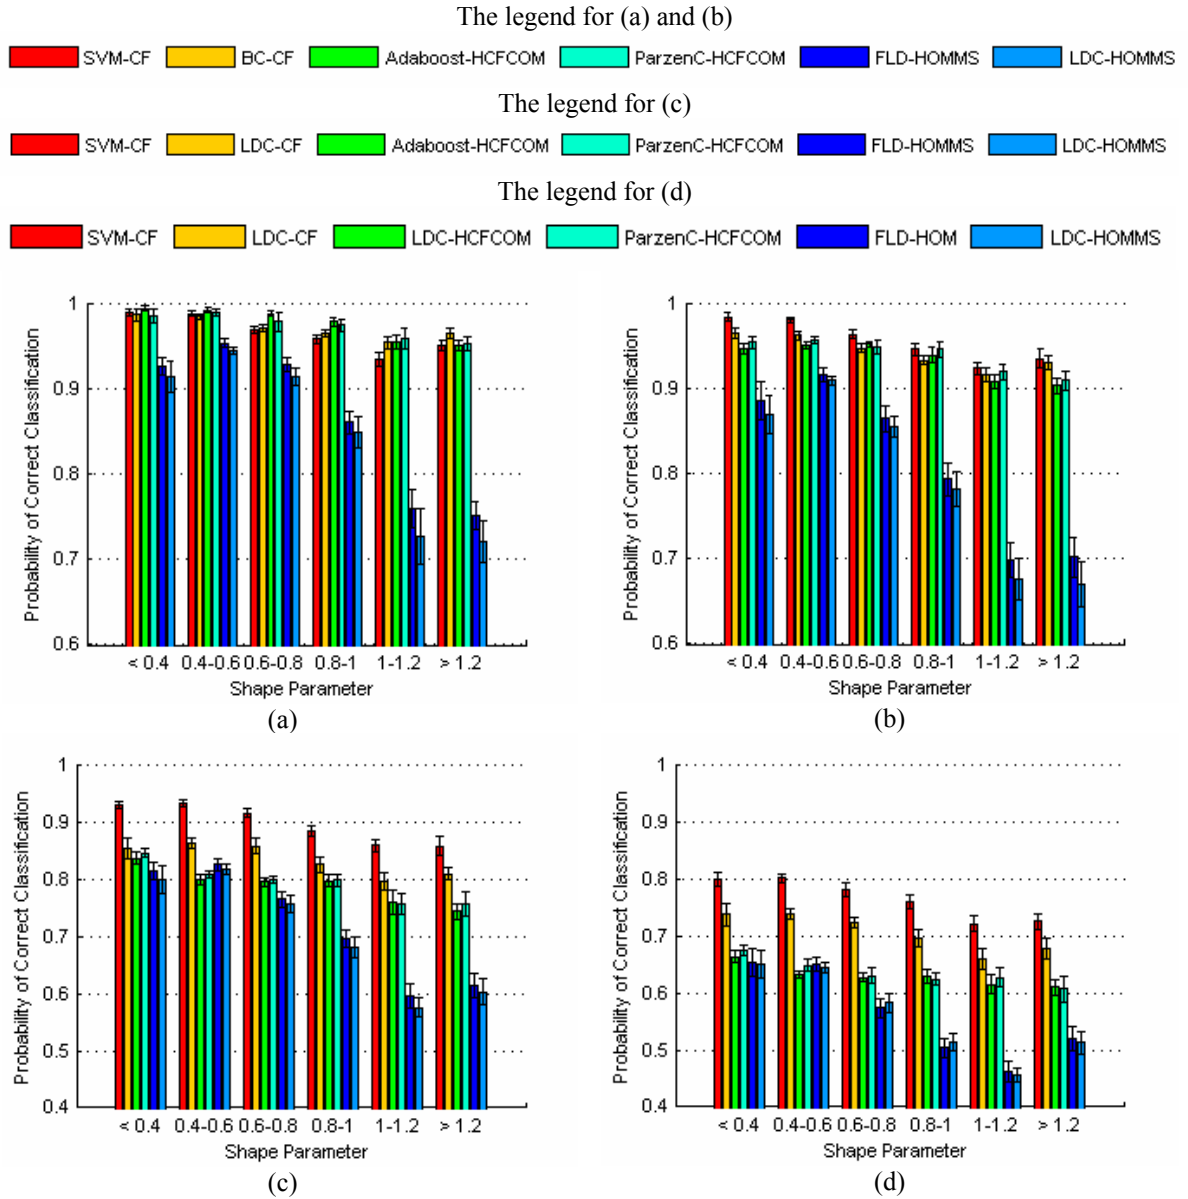 The legend for (a) and (b)
SVM-CF BC-CF Adaboost-HCFCOM ParzenC-HCFCOM FLD-HOMMS LDC-HOMMS
The legend for (c)
SVM-CF LDC-CF Adaboost-HCFCOM ParzenC-HCFCOM FLD-HOMMS LDC-HOMMS
The legend for (d)
SVM-CF LDC-CF LDC-HCFCOM ParzenC-HCFCOM FLD-HOM LDC-HOMMS
Probability of Correct Classification
1
0.9
0.8
0.7
0.6
< 0.4 0.4-0.6 0.6-0.8 0.8-1 1-1.2 > 1.2
Shape Parameter
(a)
Probability of Correct Classification
1
0.9
0.8
0.7
0.6
< 0.4 0.4-0.6 0.6-0.8 0.8-1 1-1.2 > 1.2
Shape Parameter
(b)
Probability of Correct Classification
1
0.9
0.8
0.7
0.6
0.5
0.4
< 0.4 0.4-0.6 0.6-0.8 0.8-1 1-1.2 > 1.2
Shape Parameter
(c)
Probability of Correct Classification
1
0.9
0.8
0.7
0.6
0.5
0.4
< 0.4 0.4-0.6 0.6-0.8 0.8-1 1-1.2 > 1.2
Shape Parameter
(d)